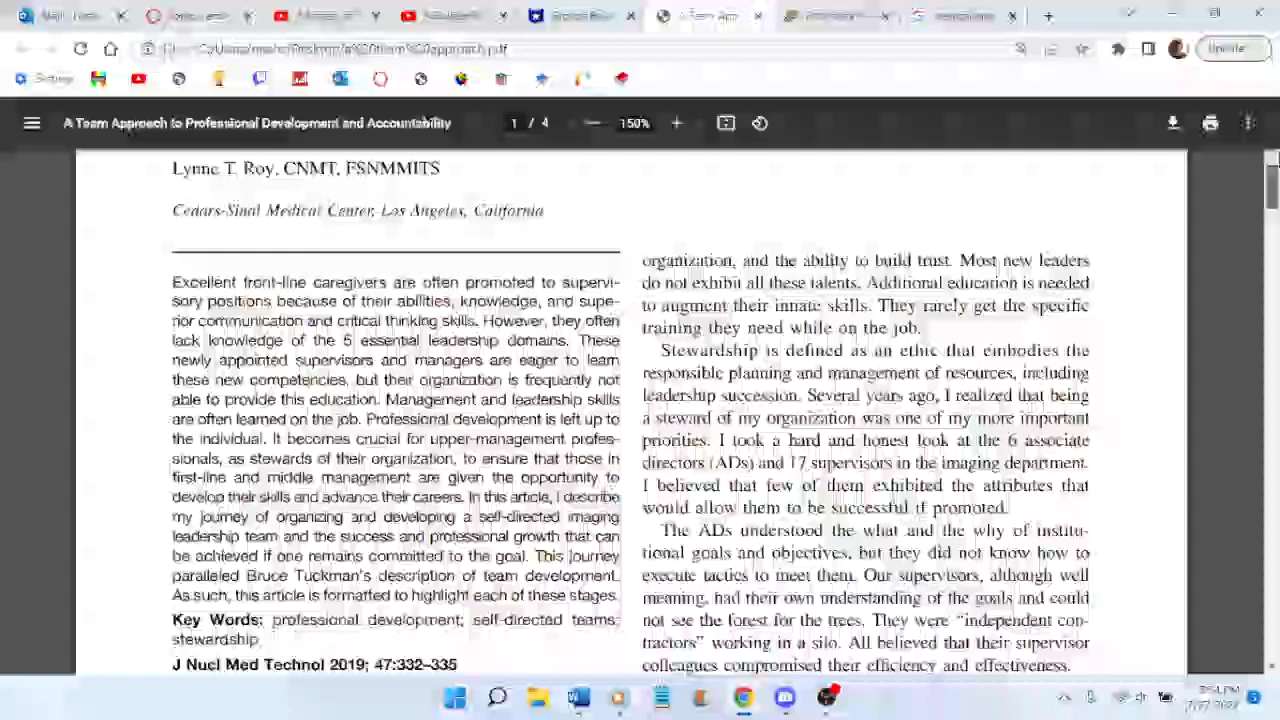 approach.pdf
Update
A Team Approach to Professional Development and Accountability
1 / 4
150%
Lynne T. Roy, CNMT, FSNMMITS
Cedars-Sinai Medical Center, Los Angeles, California
Excellent front-line caregivers are often promoted to supervi-
sory positions because of their abilities, knowledge, and supe-
rior communication and critical thinking skills. However, they often
lack knowledge of the 5 essential leadership domains. These
newly appointed supervisors and managers are eager to learn
these new competencies, but their organization is frequently not
able to provide this education. Management and leadership skills
are often learned on the job. Professional development is left up to
the individual. It becomes crucial for upper-management profes-
sionals, as stewards of their organization, to ensure that those in
first-line and middle management are given the opportunity to
develop their skills and advance their careers. In this article, I describe
my journey of organizing and developing a self-directed imaging
leadership team and the success and professional growth that can
be achieved if one remains committed to the goal. This journey
paralleled Bruce Tuckman's description of team development.
As such, this article is formatted to highlight each of these stages.
Key Words: professional development; self-directed teams;
stewardship
J Nucl Med Technol 2019; 47:332–335
organization, and the ability to build trust. Most new leaders
do not exhibit all these talents. Additional education is needed
to augment their innate skills. They rarely get the specific
training they need while on the job.
Stewardship is defined as an ethic that embodies the
responsible planning and management of resources, including
leadership succession. Several years ago, I realized that being
a steward of my organization was one of my more important
priorities. I took a hard and honest look at the 6 associate
directors (ADs) and 17 supervisors in the imaging department.
I believed that few of them exhibited the attributes that
would allow them to be successful if promoted.
The ADs understood the what and the why of institu-
tional goals and objectives, but they did not know how to
execute tactics to meet them. Our supervisors, although well
meaning, had their own understanding of the goals and could
not see the forest for the trees. They were "independent con-
tractors" working in a silo. All believed that their supervisor
colleagues compromised their efficiency and effectiveness.